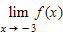 lim f(x)
x → −3